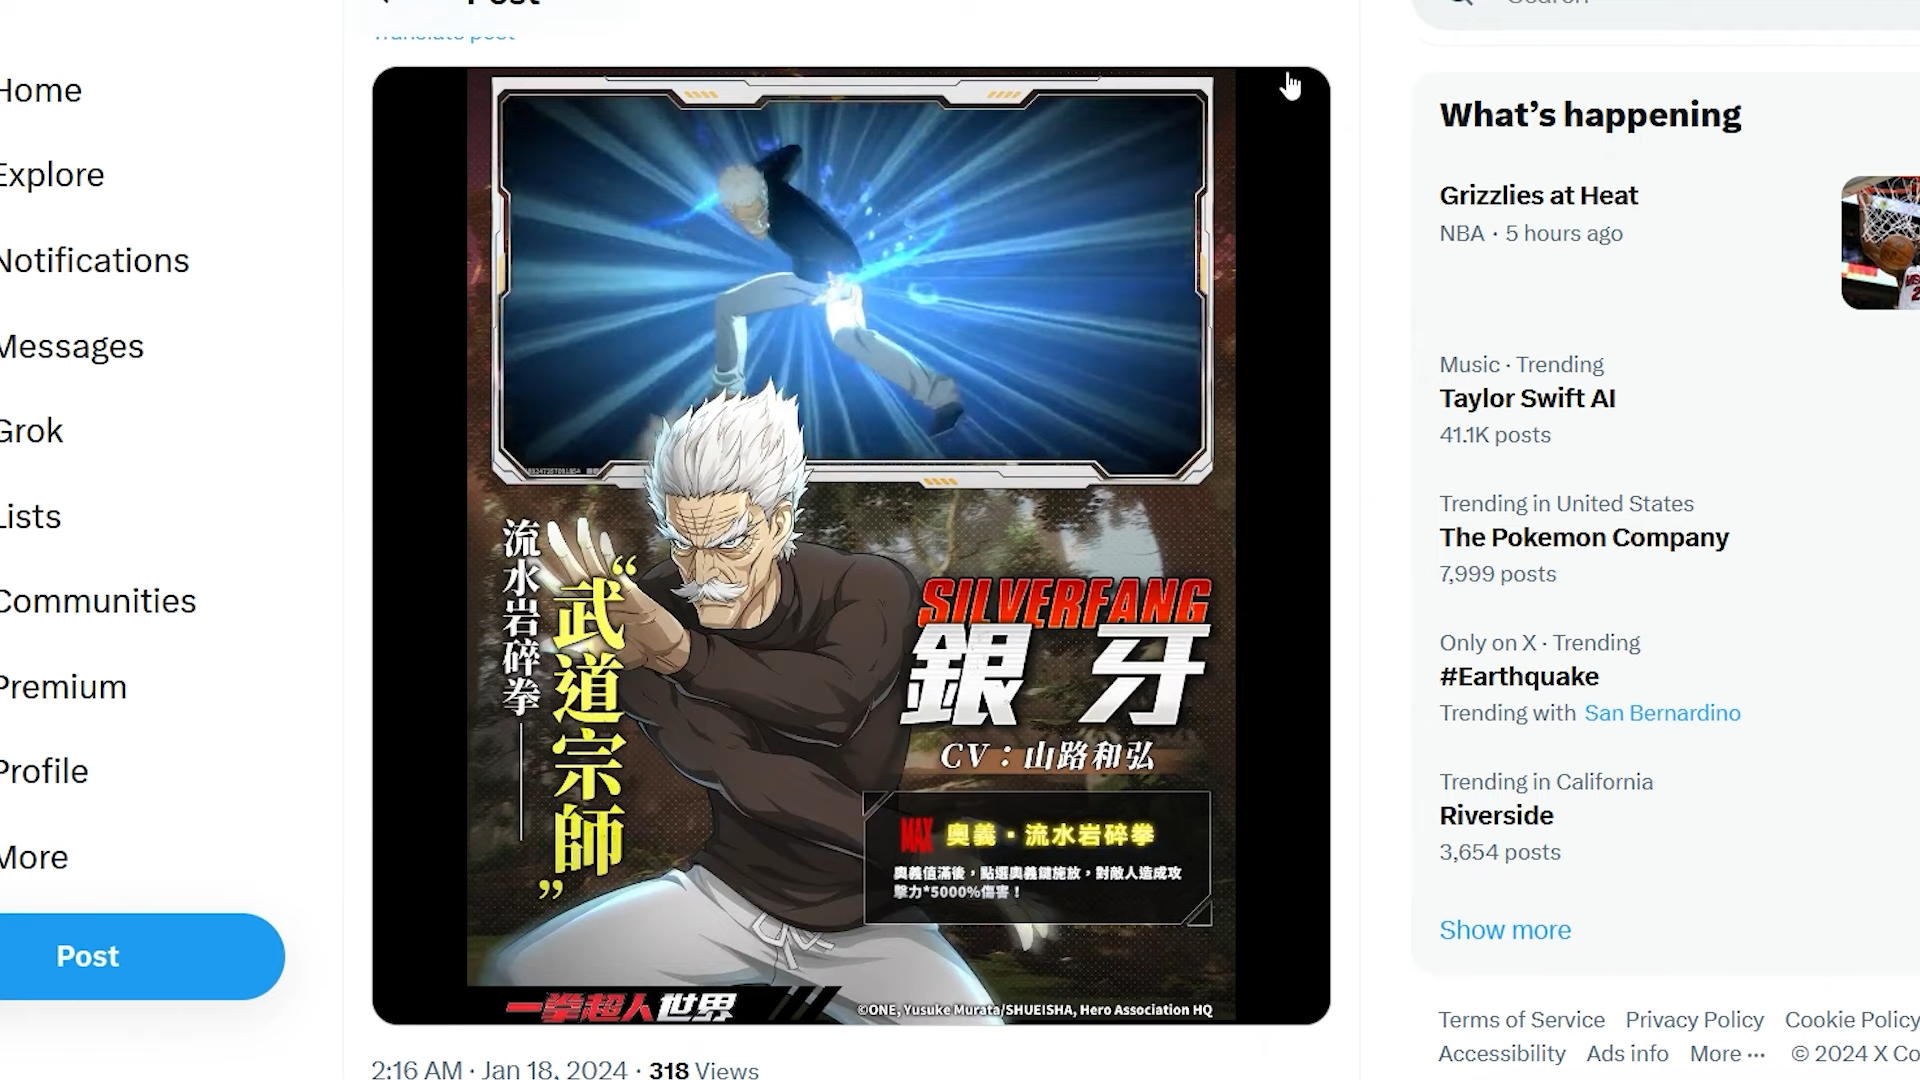 Post
Translate post
Home
Explore
Notifications
Messages
Grok
Lists
Communities
Premium
Profile
More
Post
流水岩碎拳
“武道宗師”
SILVERFANG
銀牙
CV：山路和弘
MAX 奧義·流水岩碎拳
奧義值滿後，點選奧義鍵施放，對敵人造成攻
擊力*5000%傷害！
一拳超人世界
©ONE, Yusuke Murata/SHUEISHA, Hero Association HQ
2:16 AM · Jan 18, 2024 · 318 Views
Search
What’s happening
Grizzlies at Heat
NBA · 5 hours ago
Music · Trending
Taylor Swift AI
41.1K posts
Trending in United States
The Pokemon Company
7,999 posts
Only on X · Trending
#Earthquake
Trending with San Bernardino
Trending in California
Riverside
3,654 posts
Show more
Terms of Service Privacy Policy Cookie Policy
Accessibility Ads info More ··· © 2024 X Co